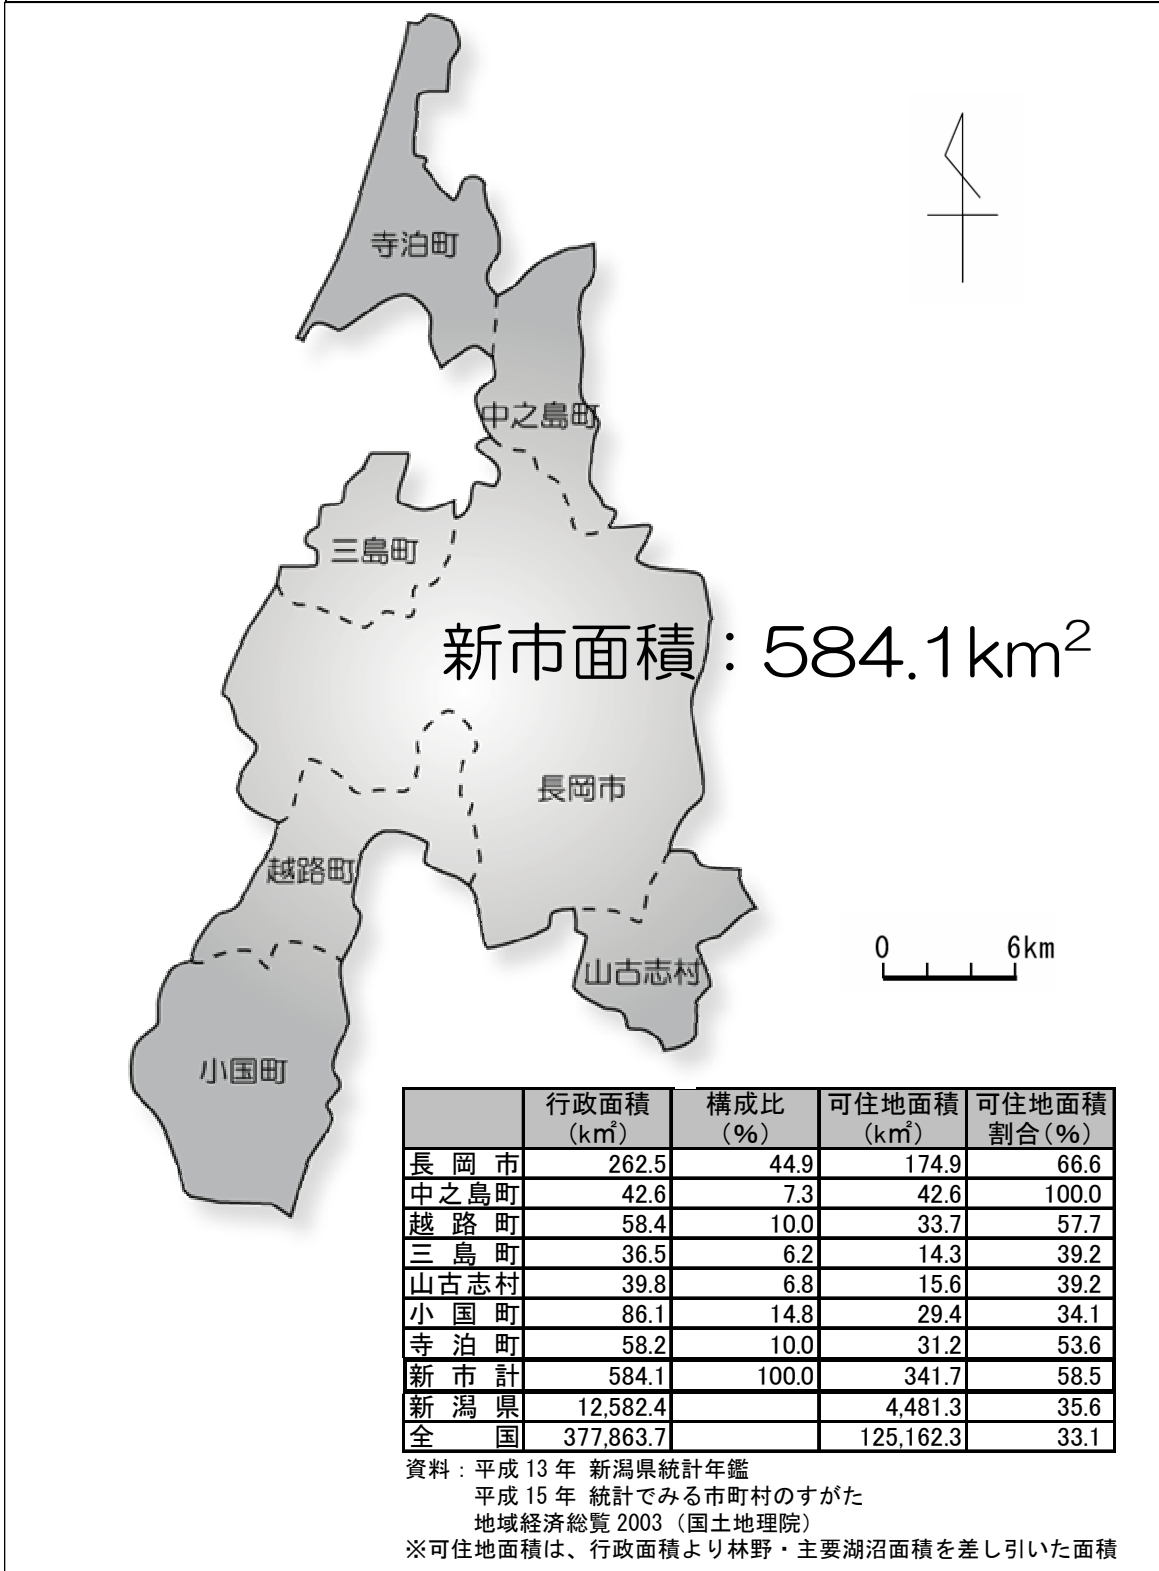 寺泊町
中之島町
三島町
新市面積：584.1km²
長岡市
越路町
0 6km
山古志村
小国町
行政面積（㎢） 構成比（％） 可住地面積（㎢） 可住地面積割合（％）
長岡市 262.5 44.9 174.9 66.6
中之島町 42.6 7.3 42.6 100.0
越路町 58.4 10.0 33.7 57.7
三島町 36.5 6.2 14.3 39.2
山古志村 39.8 6.8 15.6 39.2
小国町 86.1 14.8 29.4 34.1
寺泊町 58.2 10.0 31.2 53.6
新市計 584.1 100.0 341.7 58.5
新潟県 12,582.4 4,481.3 35.6
全国 377,863.7 125,162.3 33.1
資料：平成13年 新潟県統計年鑑
平成15年 統計でみる市町村のすがた
地域経済総覧2003（国土地理院）
※可住地面積は、行政面積より林野・主要湖沼面積を差し引いた面積